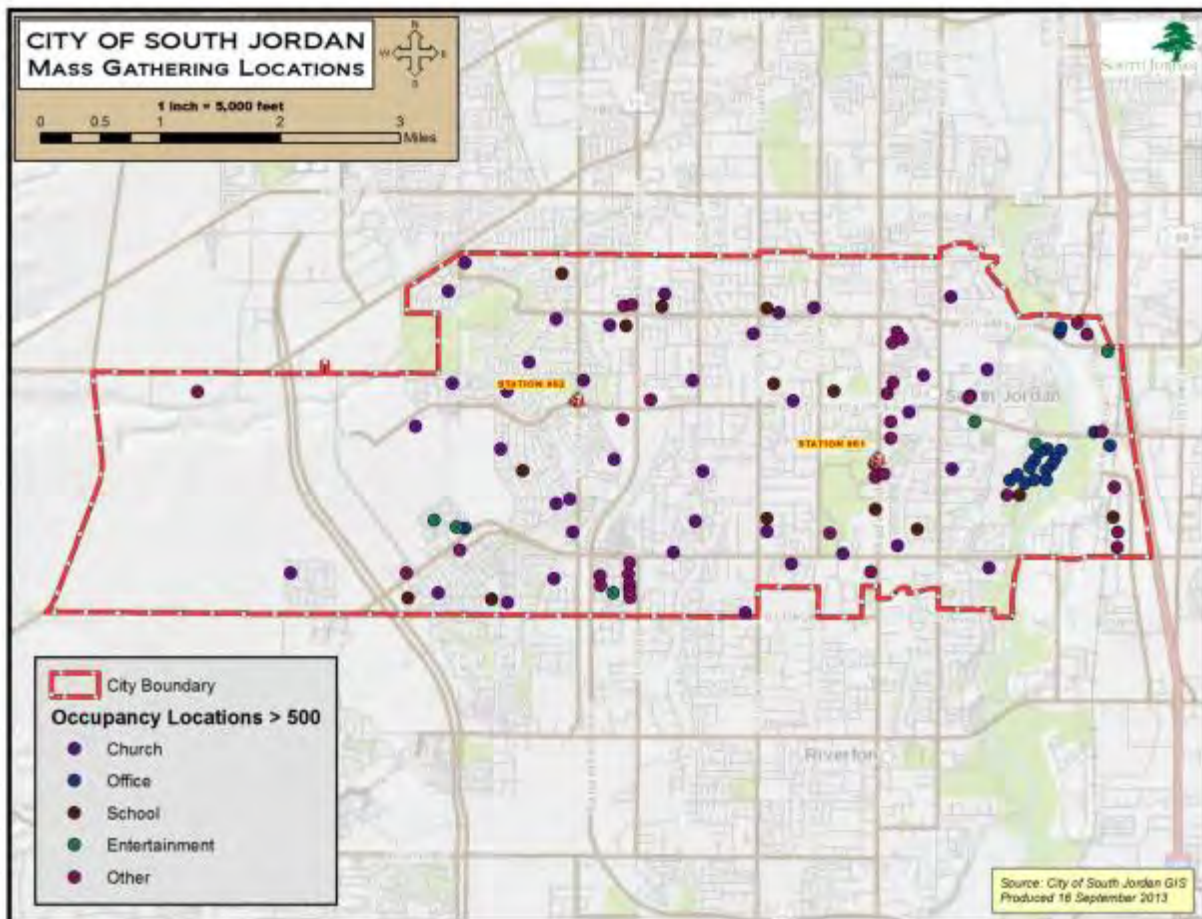 CITY OF SOUTH JORDAN
MASS GATHERING LOCATIONS
N
W E
S
1 Inch = 5,000 feet
0 0.5 1 2 3
Miles
South Jordan
STATION #62
South Jordan
STATION #61
City Boundary
Occupancy Locations > 500
Church
Office
School
Entertainment
Other
Riverton
Source: City of South Jordan GIS
Produced 16 September 2013